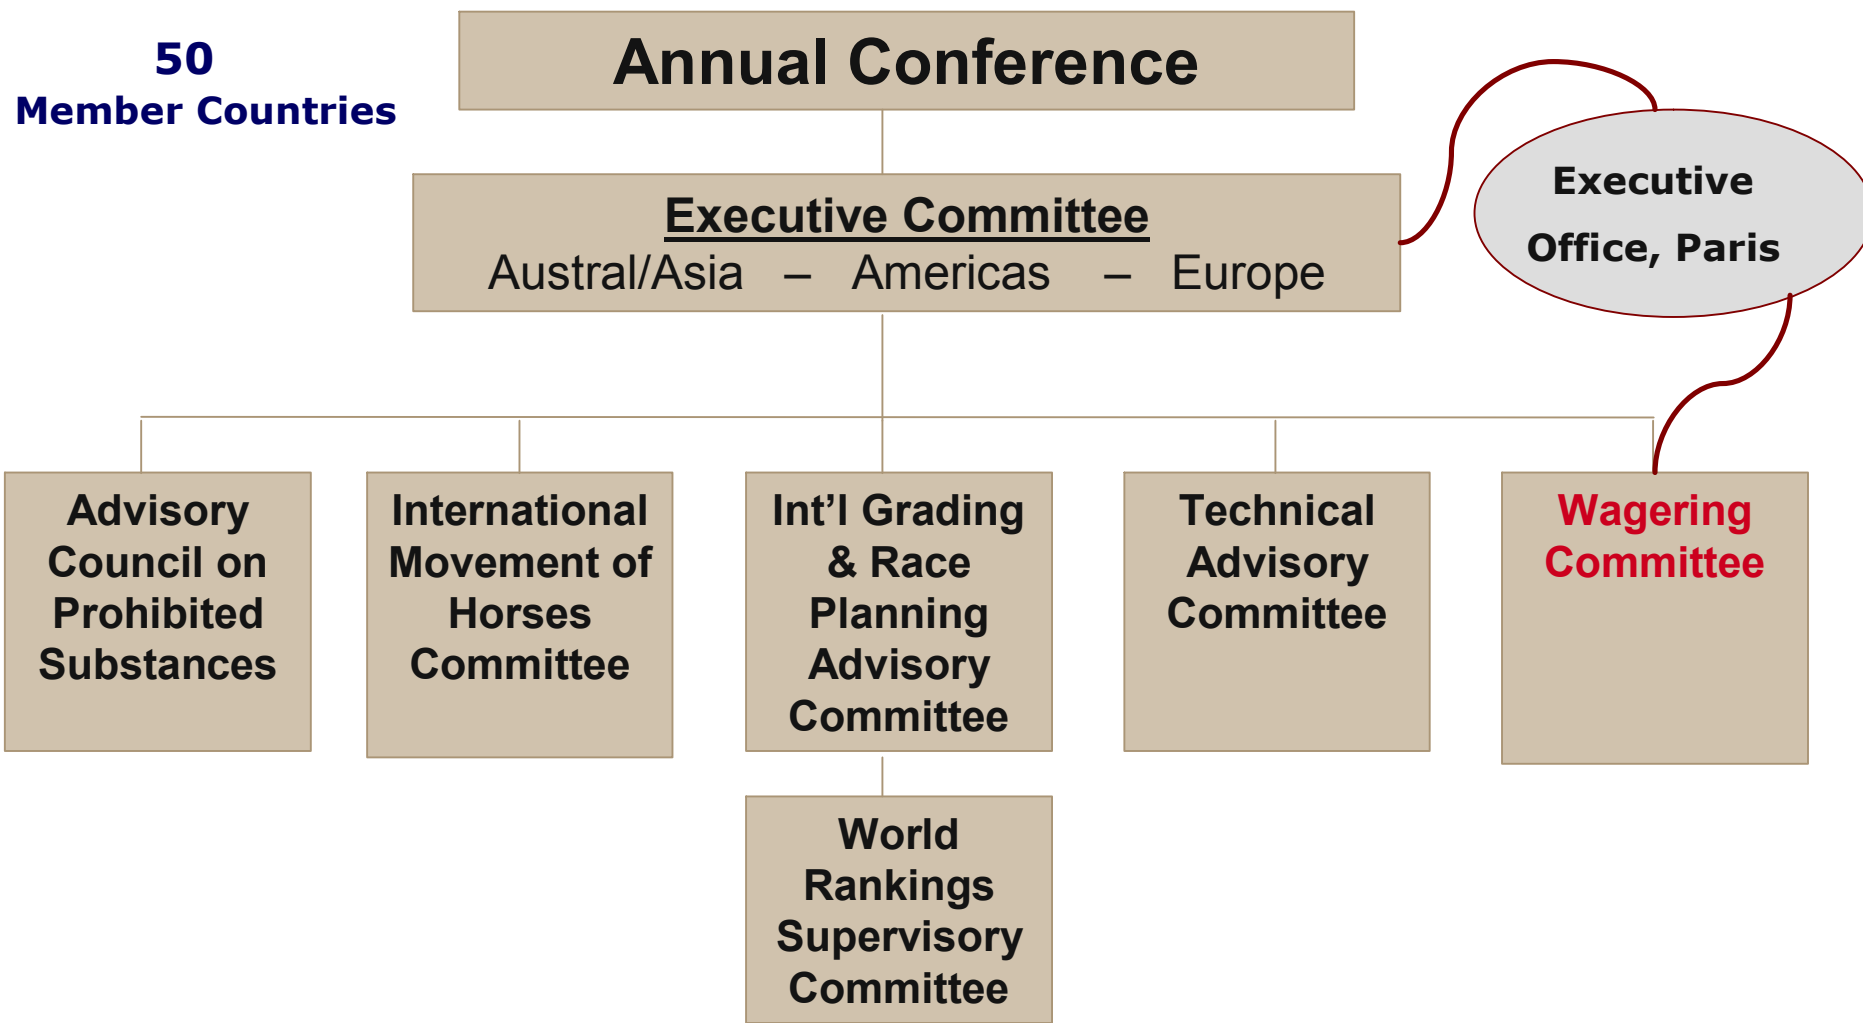 50
Member Countries
Annual Conference
Executive Committee
Austral/Asia – Americas – Europe
Executive
Office, Paris
Advisory
Council on
Prohibited
Substances
International
Movement of
Horses
Committee
Int’l Grading
& Race
Planning
Advisory
Committee
Technical
Advisory
Committee
Wagering
Committee
World
Rankings
Supervisory
Committee